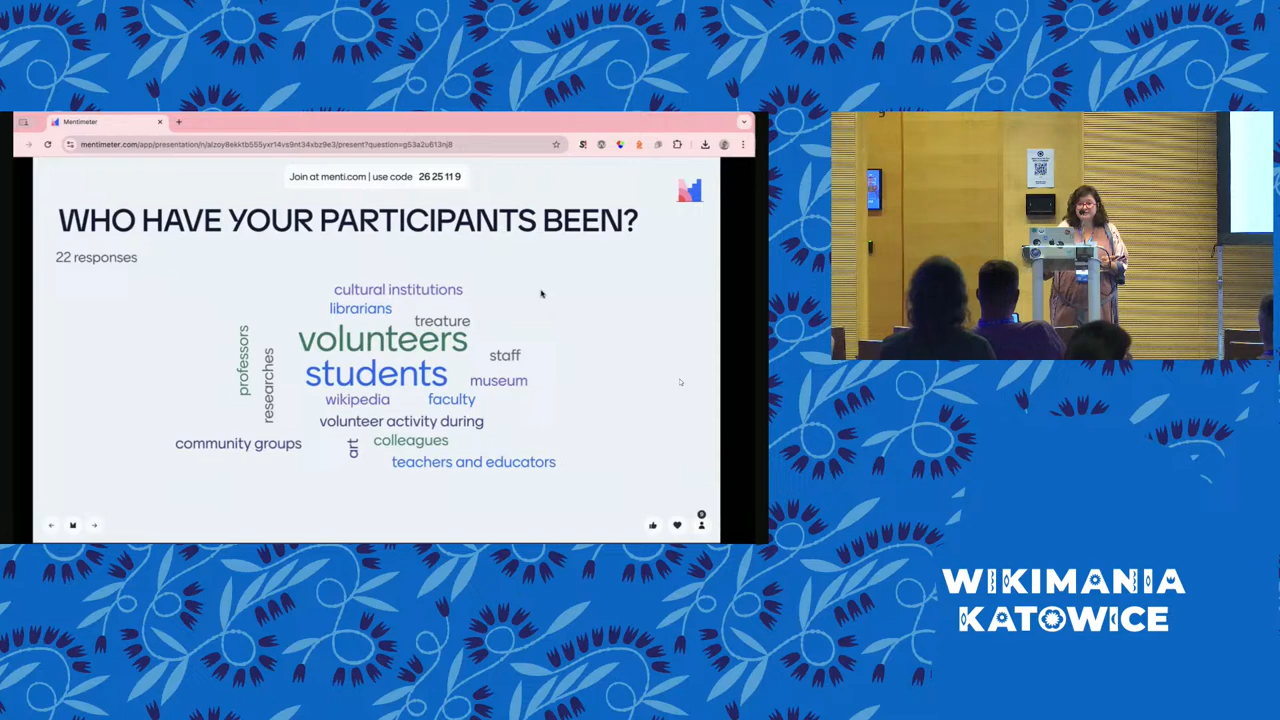 Mentimeter
mentimeter.com/app/presentation/n/alzoy8ekktb555yxr14vs9nt34xbz9e3/present?question=g53a2u613nj8
Join at menti.com | use code 26 25 11 9
WHO HAVE YOUR PARTICIPANTS BEEN?
22 responses
cultural institutions
librarians
treature
volunteers
professors
researches
staff
students
museum
wikipedia
faculty
volunteer activity during
community groups
art
colleagues
teachers and educators
WIKIMANIA
KATOWICE